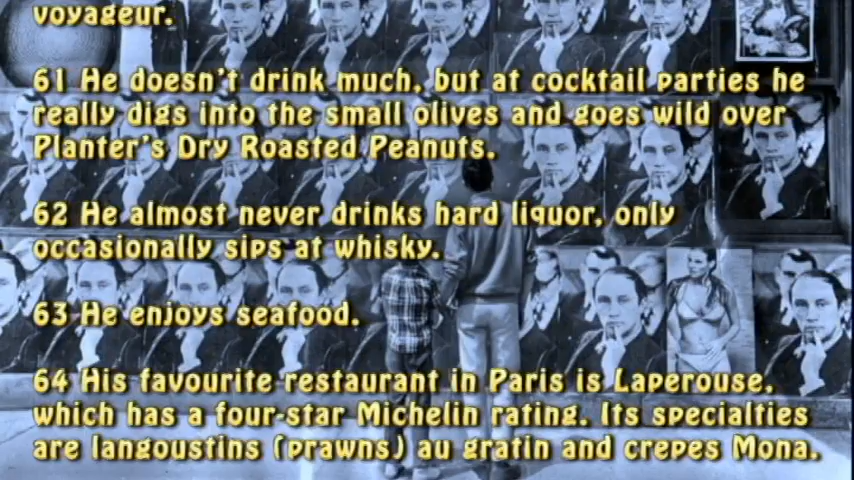 voyageur.
61 He doesn't drink much, but at cocktail parties he
really digs into the small olives and goes wild over
Planter's Dry Roasted Peanuts.
62 He almost never drinks hard liquor, only
occasionally sips at whisky.
63 He enjoys seafood.
64 His favourite restaurant in Paris is Laperouse,
which has a four-star Michelin rating. Its specialties
are langoustins (prawns) au gratin and crepes Mona.